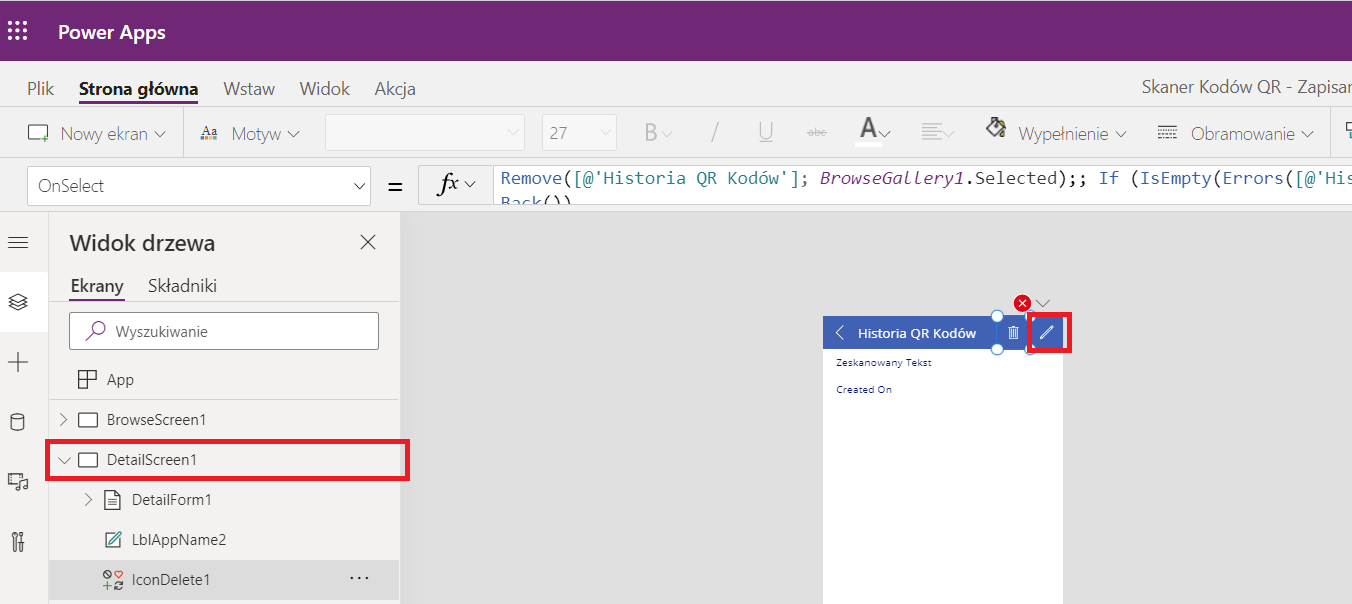 Power Apps
Plik Strona główna Wstaw Widok Akcja Skaner Kodów QR - Zapisan
Nowy ekran Motyw 27 B / U abc A Wypełnienie Obramowanie
OnSelect = fx Remove([@'Historia QR Kodów']; BrowseGallery1.Selected);; If (IsEmpty(Errors([@'His
Back())
Widok drzewa
Ekrany Składniki
Wyszukiwanie
App
BrowseScreen1
DetailScreen1
DetailForm1
LblAppName2
IconDelete1 ...
Historia QR Kodów
Zeskanowany Tekst
Created On